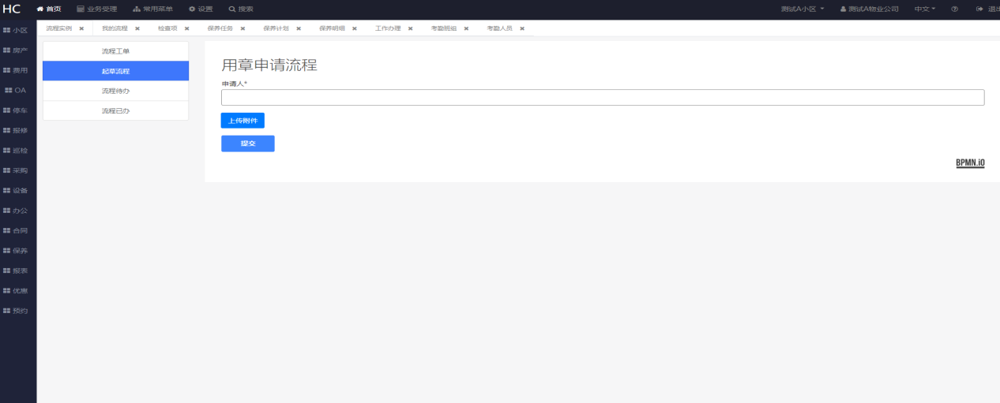 HC 首页 业务受理 常用菜单 设置 搜索 测试A小区 测试A物业公司 中文 退出
流程实例 我的流程 检查项 保养任务 保养计划 保养明细 工作办理 考勤班组 考勤人员
小区
房产
费用
OA
停车
报修
巡检
采购
设备
办公
合同
保养
报表
优惠
预约
流程工单
起草流程
流程待办
流程已办
用章申请流程
申请人*
上传附件
提交
BPMN.iO